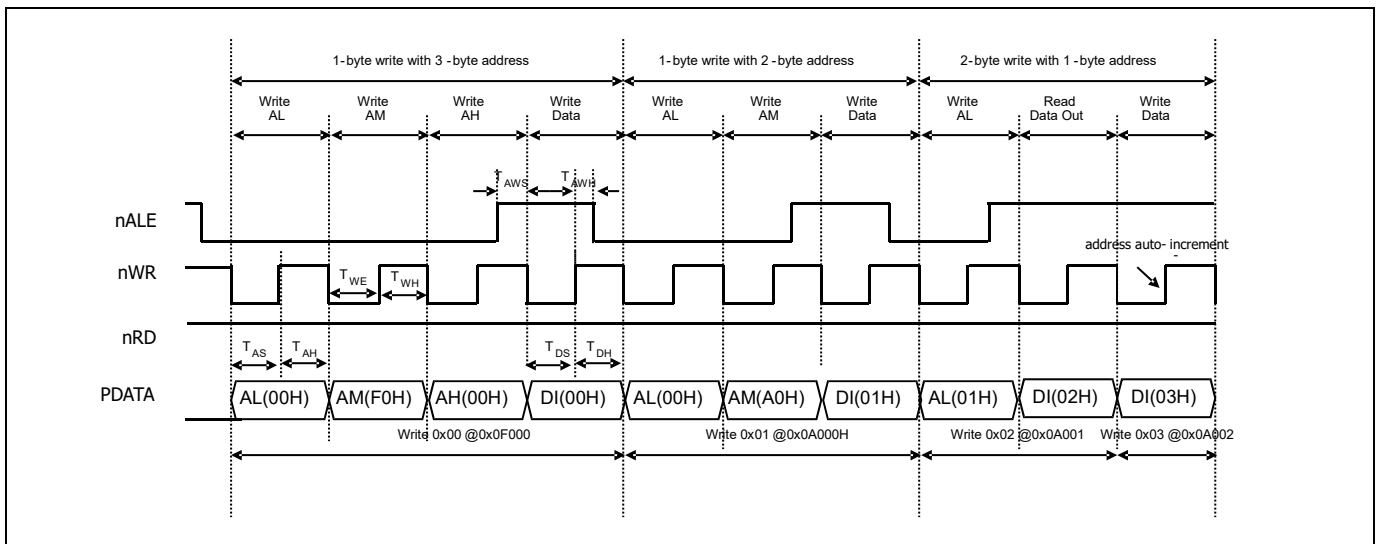 1-byte write with 3 -byte address 1-byte write with 2 -byte address 2-byte write with 1 -byte address
Write AL
Write AM
Write AH
Write Data
Write AL
Write AM
Write Data
Write AL
Read Data Out
Write Data
T AWS T AWH
nALE
address auto- increment
-
nWR
T WE T WH
nRD
T AS T AH T DS T DH
PDATA AL(00H) AM(F0H) AH(00H) DI(00H) AL(00H) AM(A0H) DI(01H) AL(01H) DI(02H) DI(03H)
Write 0x00 @0x0F000 Write 0x01 @0x0A000H Write 0x02 @0x0A001 Write 0x03 @0x0A002